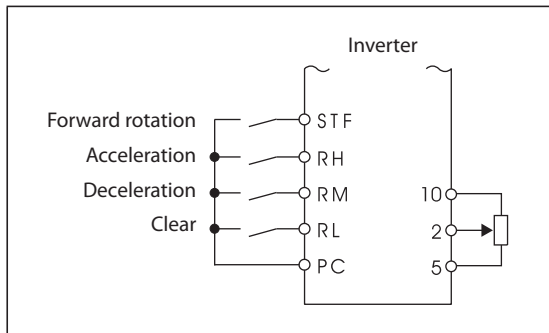 Inverter
Forward rotation STF
Acceleration RH
Deceleration RM 10
Clear RL 2
PC 5